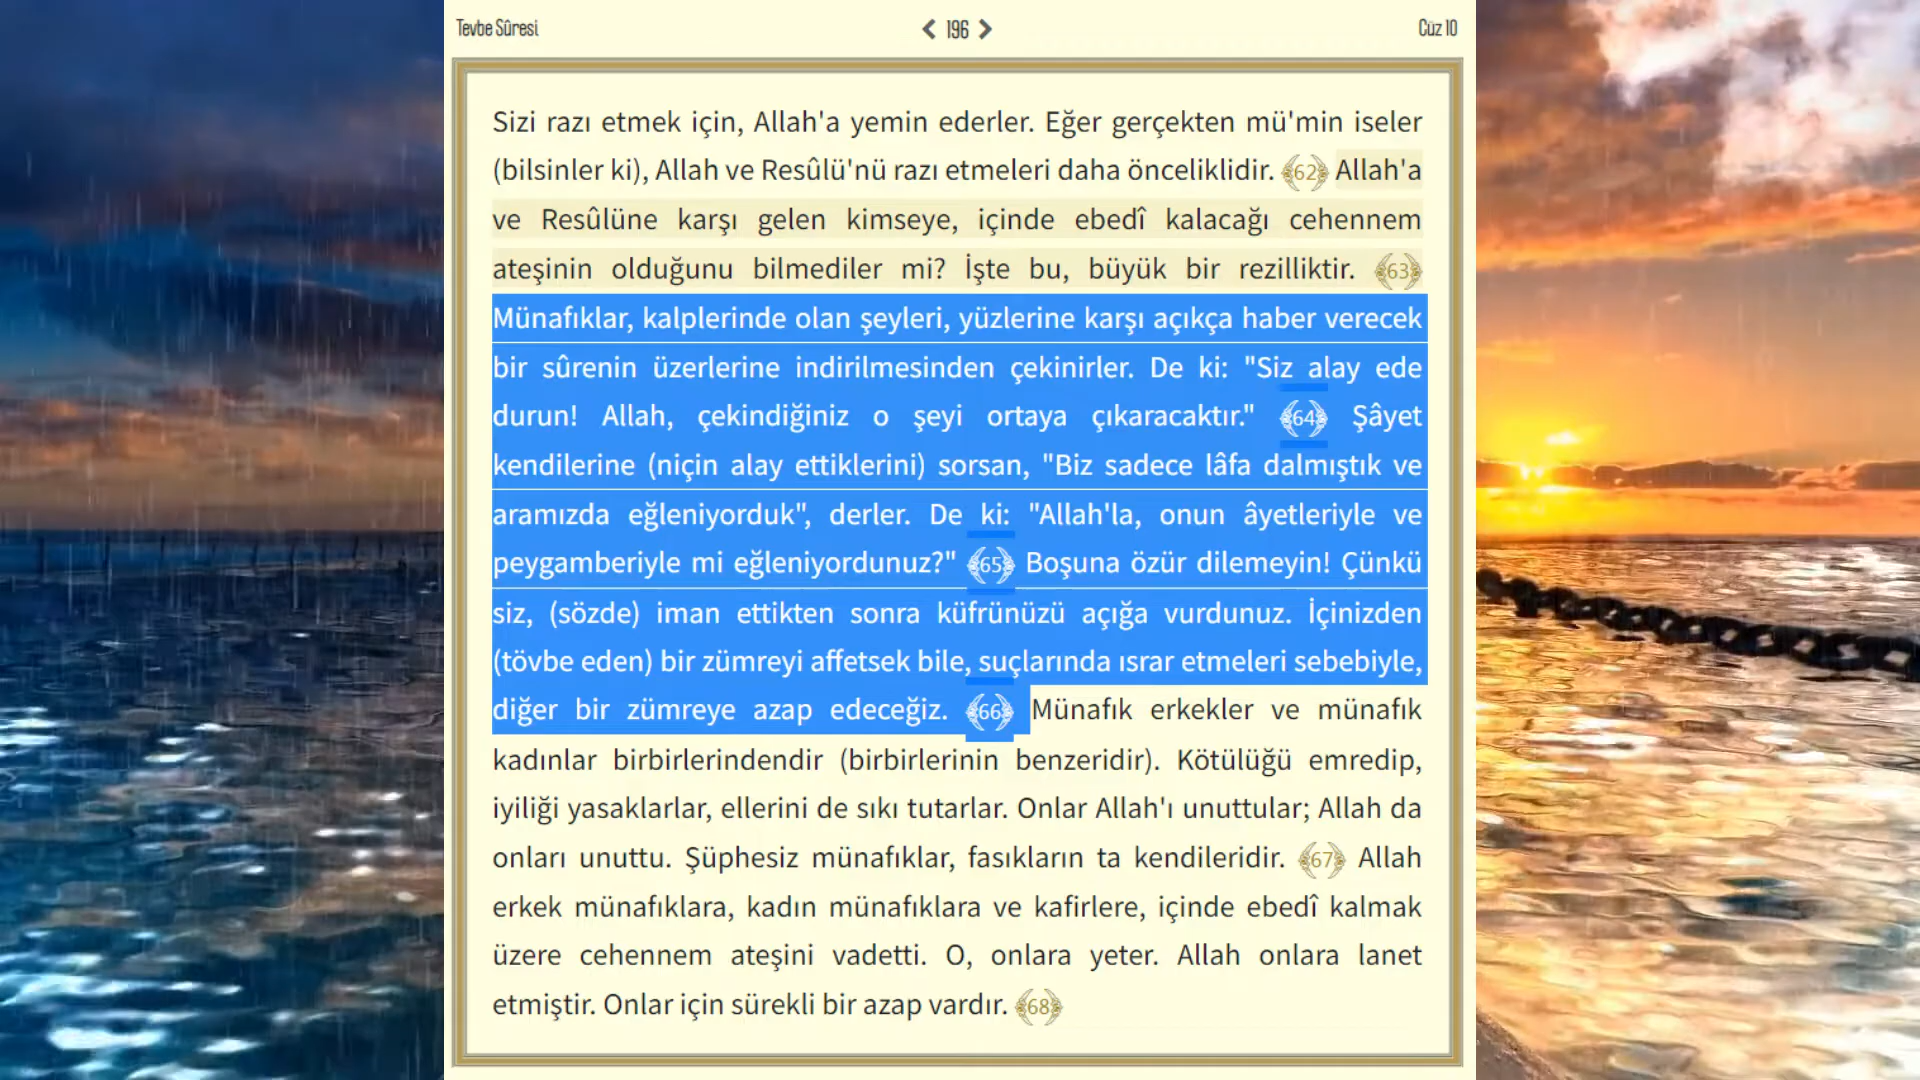 Tevbe Sûresi
196
Cüz 10
Sizi razı etmek için, Allah'a yemin ederler. Eğer gerçekten mü'min iseler
(bilsinler ki), Allah ve Resûlü'nü razı etmeleri daha önceliklidir. ﴾62﴿ Allah'a
ve Resûlüne karşı gelen kimseye, içinde ebedî kalacağı cehennem
ateşinin olduğunu bilmediler mi? İşte bu, büyük bir rezilliktir. ﴾63﴿
Münafıklar, kalplerinde olan şeyleri, yüzlerine karşı açıkça haber verecek
bir sûrenin üzerlerine indirilmesinden çekinirler. De ki: "Siz alay ede
durun! Allah, çekindiğiniz o şeyi ortaya çıkaracaktır." ﴾64﴿ Şâyet
kendilerine (niçin alay ettiklerini) sorsan, "Biz sadece lâfa dalmıştık ve
aramızda eğleniyorduk", derler. De ki: "Allah'la, onun âyetleriyle ve
peygamberiyle mi eğleniyordunuz?" ﴾65﴿ Boşuna özür dilemeyin! Çünkü
siz, (sözde) iman ettikten sonra küfrünüzü açığa vurdunuz. İçinizden
(tövbe eden) bir zümreyi affetsek bile, suçlarında ısrar etmeleri sebebiyle,
diğer bir zümreye azap edeceğiz. ﴾66﴿ Münafık erkekler ve münafık
kadınlar birbirlerindendir (birbirlerinin benzeridir). Kötülüğü emredip,
iyiliği yasaklarlar, ellerini de sıkı tutarlar. Onlar Allah'ı unuttular; Allah da
onları unuttu. Şüphesiz münafıklar, fasıkların ta kendileridir. ﴾67﴿ Allah
erkek münafıklara, kadın münafıklara ve kafirlere, içinde ebedî kalmak
üzere cehennem ateşini vadetti. O, onlara yeter. Allah onlara lanet
etmiştir. Onlar için sürekli bir azap vardır. ﴾68﴿